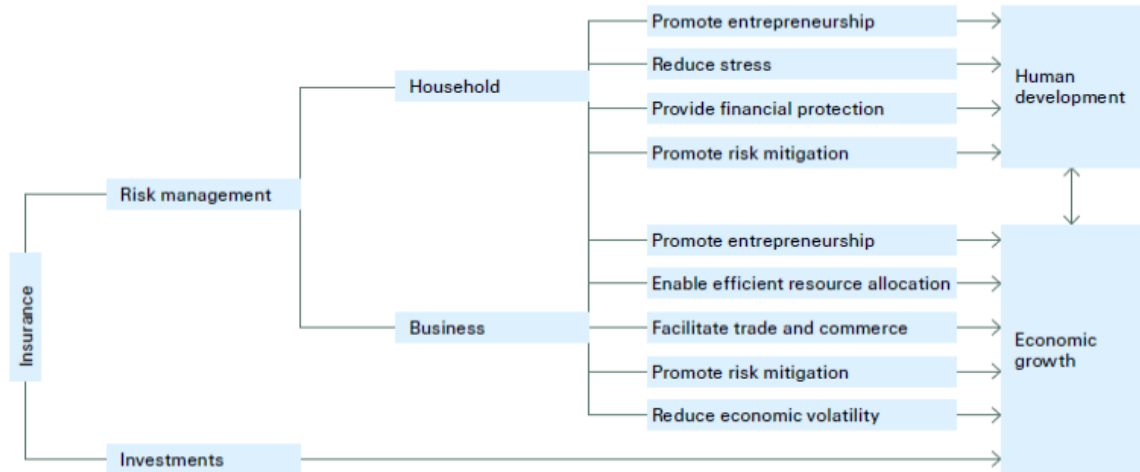 Promote entrepreneurship
Reduce stress
Household
Human
development
Provide financial protection
Promote risk mitigation
Risk management
Promote entrepreneurship
Enable efficient resource allocation
Insurance
Business
Facilitate trade and commerce
Economic
growth
Promote risk mitigation
Reduce economic volatility
Investments